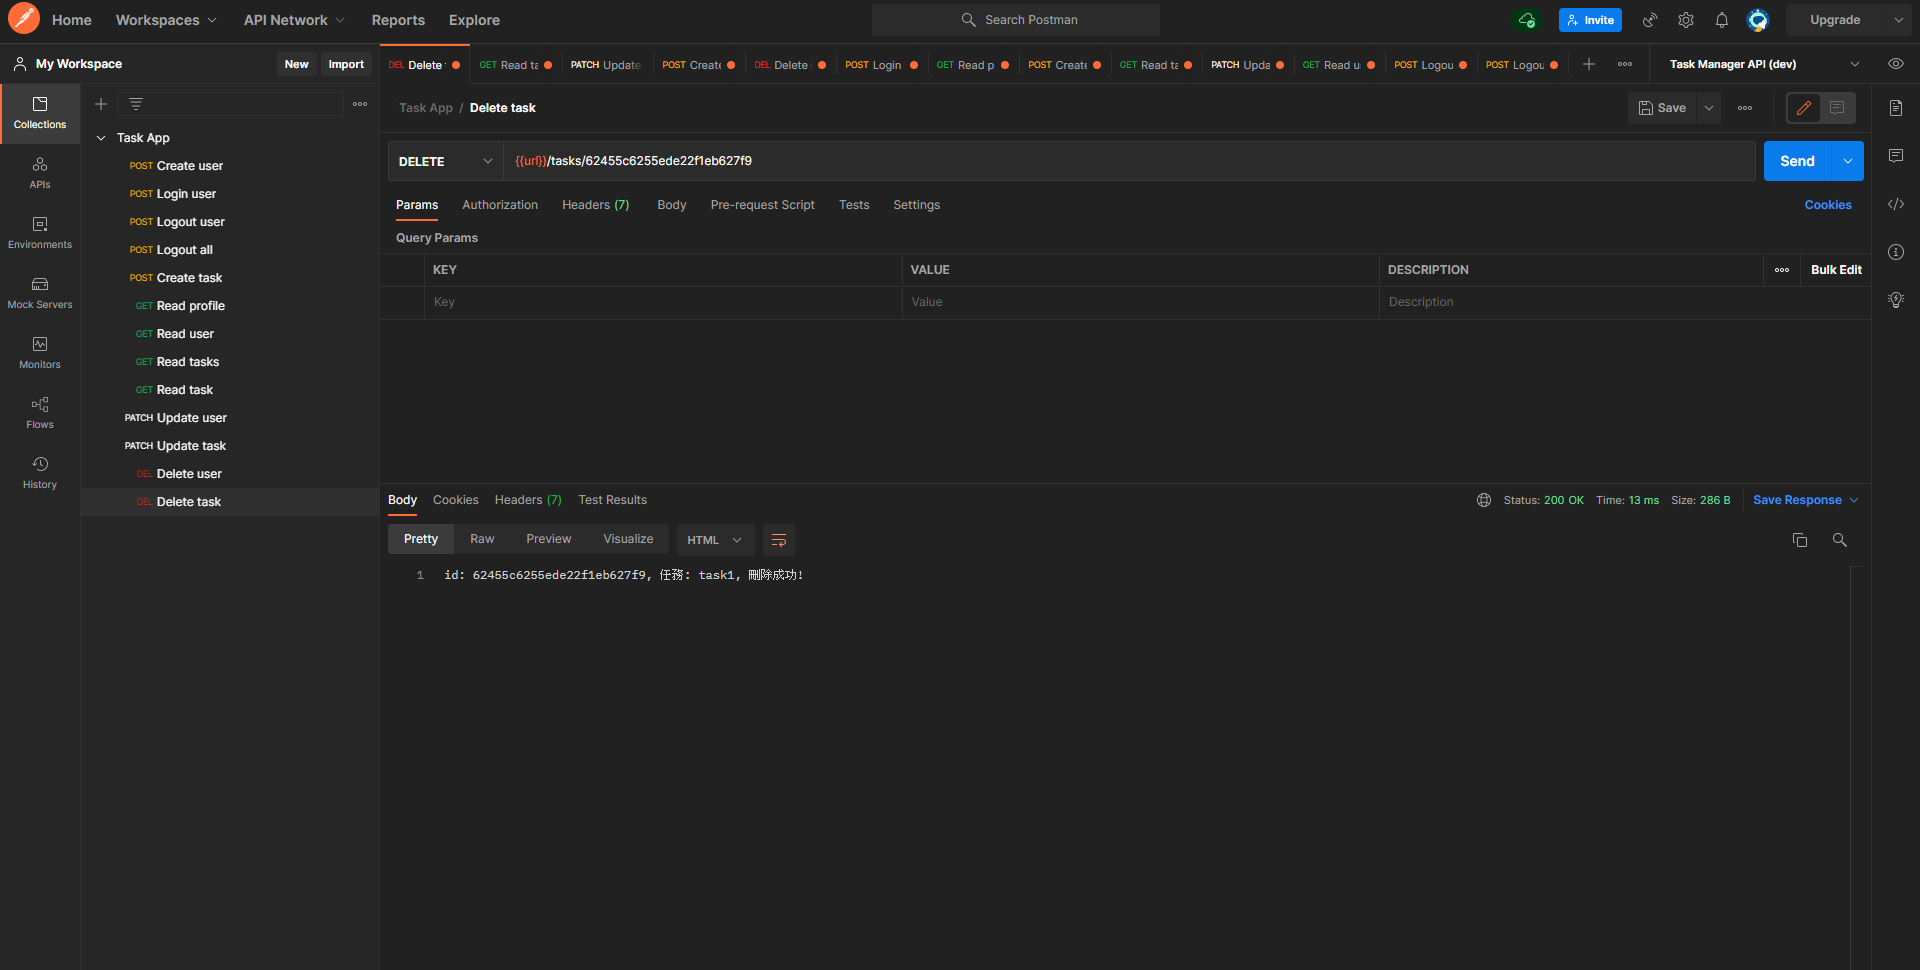 Home Workspaces API Network Reports Explore Search Postman Invite Upgrade
My Workspace New Import
DEL Delete GET Read ta PATCH Update POST Create DEL Delete POST Login GET Read p POST Create GET Read ta PATCH Upda GET Read u POST Logou POST Logou Task Manager API (dev)
Collections
APIs
Environments
Mock Servers
Monitors
Flows
History
Task App
POST Create user
POST Login user
POST Logout user
POST Logout all
POST Create task
GET Read profile
GET Read user
GET Read tasks
GET Read task
PATCH Update user
PATCH Update task
DEL Delete user
DEL Delete task
Task App / Delete task Save
DELETE {{url}}/tasks/62455c6255ede22f1eb627f9 Send
Params Authorization Headers (7) Body Pre-request Script Tests Settings Cookies
Query Params
KEY VALUE DESCRIPTION Bulk Edit
Key Value Description
Body Cookies Headers (7) Test Results Status: 200 OK Time: 13 ms Size: 286 B Save Response
Pretty Raw Preview Visualize HTML
1 id: 62455c6255ede22f1eb627f9, 任務: task1, 刪除成功!